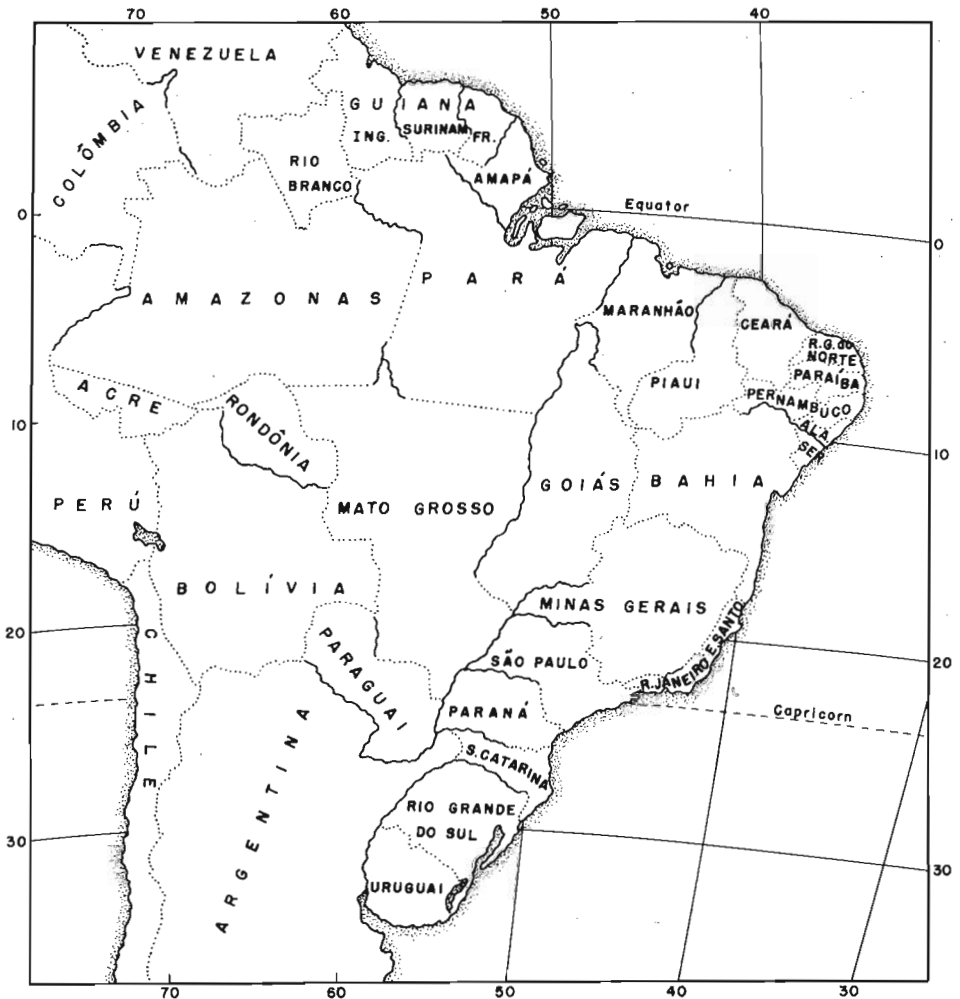 70 60 50 40
VENEZUELA
COLÔMBIA
GUIANA
ING.
SURINAM
FR.
RIO
BRANCO
AMAPÁ
0
Equator
0
PARÁ
AMAZONAS
MARANHÃO
CEARÁ
R.G. do
NORTE
PARAÍBA
PIAUI
PERNAMBUCO
ALA.
SER.
ACRE
RONDÔNIA
10
10
PERÚ
MATO GROSSO
GOIÁS
BAHIA
BOLÍVIA
MINAS GERAIS
E.SANTO
R.JANEIRO
20
20
CHILE
PARAGUAI
SÃO PAULO
PARANÁ
Capricorn
S.CATARINA
ARGENTINA
RIO GRANDE
DO SUL
30
30
URUGUAI
70 60 50 40 30